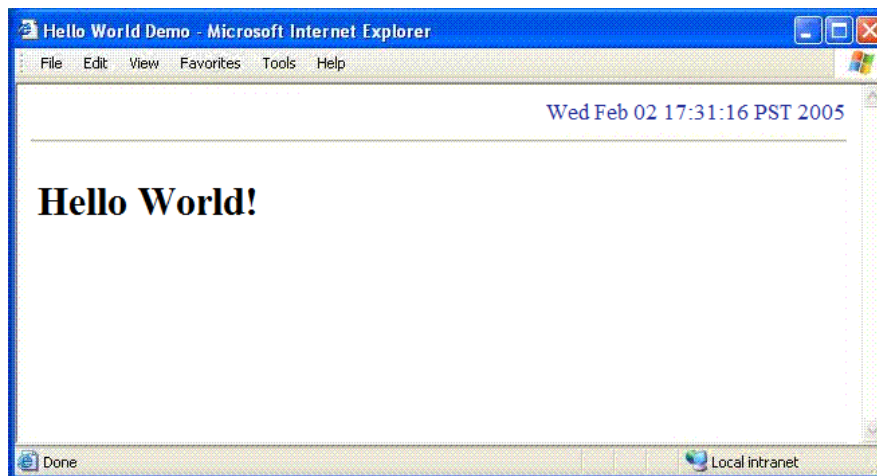 Hello World Demo - Microsoft Internet Explorer
File Edit View Favorites Tools Help
Wed Feb 02 17:31:16 PST 2005
Hello World!
Done Local intranet